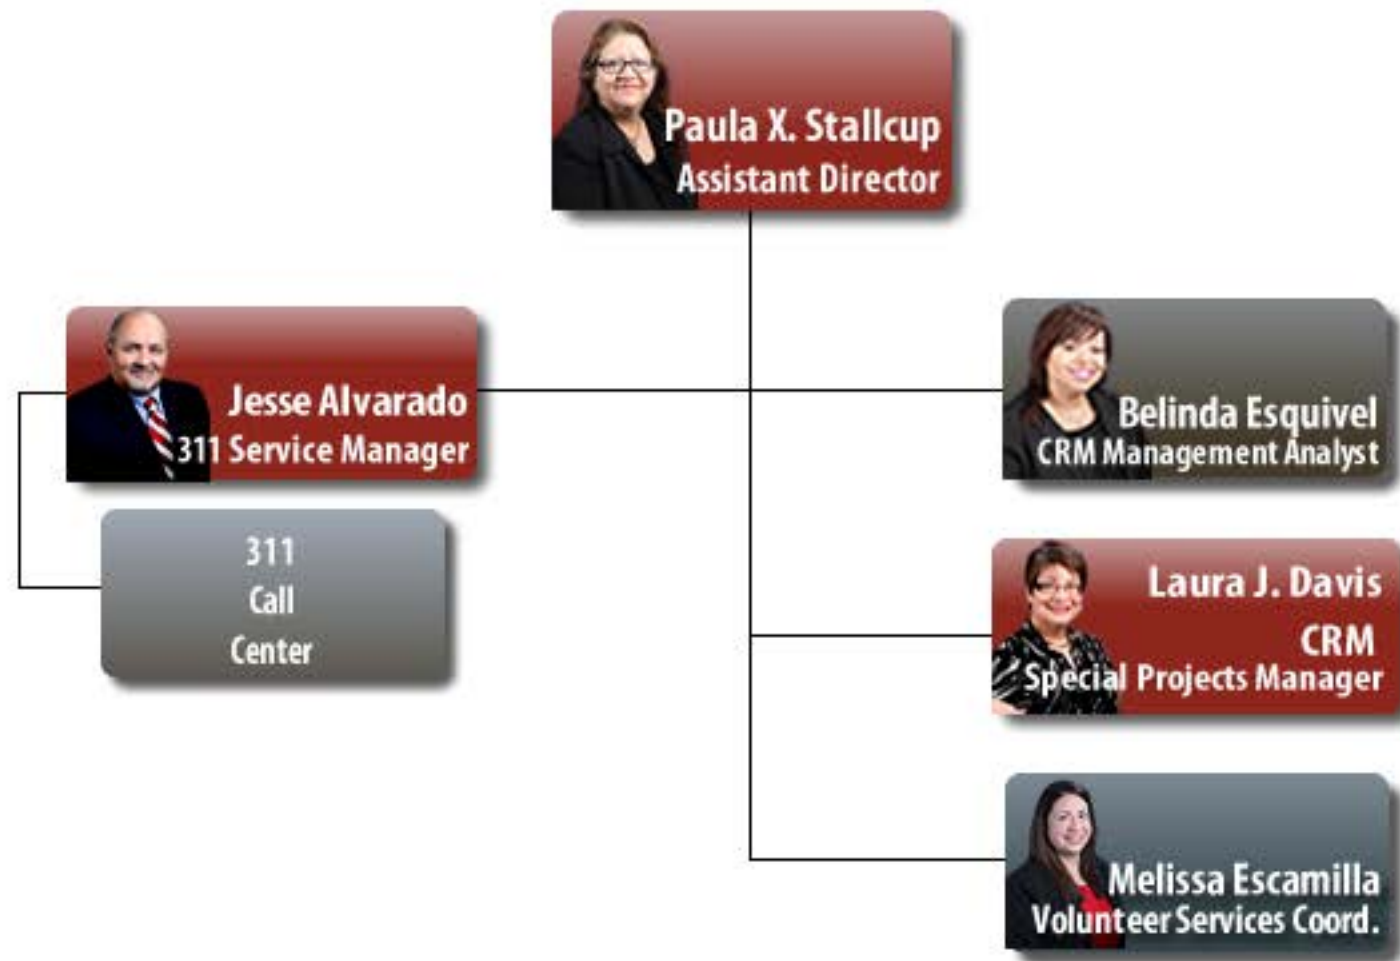 Paula X. Stallcup
Assistant Director
Jesse Alvarado
311 Service Manager
311
Call
Center
Belinda Esquivel
CRM Management Analyst
Laura J. Davis
CRM
Special Projects Manager
Melissa Escamilla
Volunteer Services Coord.